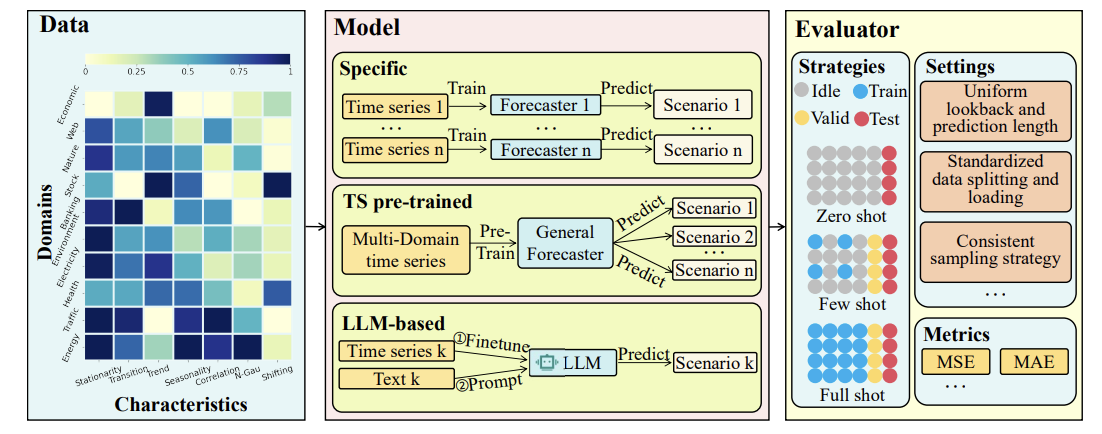 Data
0
0.25
0.5
0.75
1
Domains
Economic
Web
Nature
Stock
Banking
Environment
Electricity
Health
Traffic
Energy
Stationarity
Transition
Trend
Seasonality
Correlation
N-Gau
Shifting
Characteristics
Model
Specific
Time series 1
Train
Forecaster 1
Predict
Scenario 1
...
...
...
Time series n
Train
Forecaster n
Predict
Scenario n
TS pre-trained
Multi-Domain
time series
Pre-
Train
General
Forecaster
Predict
Predict
Scenario 1
Scenario 2
...
Scenario n
LLM-based
Time series k
Text k
①Finetune
②Prompt
LLM
Predict
Scenario k
Evaluator
Strategies
Idle
Train
Valid
Test
Zero shot
Few shot
Full shot
Settings
Uniform
lookback and
prediction length
Standardized
data splitting and
loading
Consistent
sampling strategy
...
Metrics
MSE
MAE
...